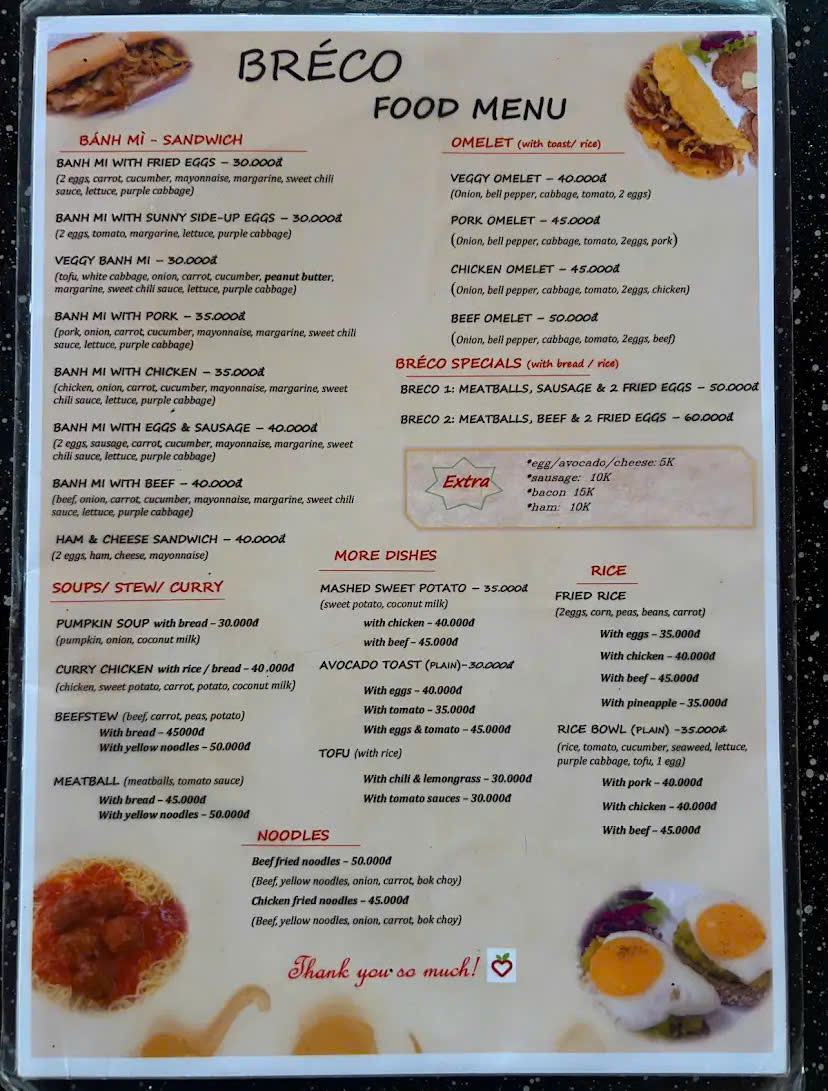 BRÉCO
FOOD MENU
BÁNH MÌ - SANDWICH
BANH MI WITH FRIED EGGS – 30.000đ
(2 eggs, carrot, cucumber, mayonnaise, margarine, sweet chili
sauce, lettuce, purple cabbage)
BANH MI WITH SUNNY SIDE-UP EGGS – 30.000đ
(2 eggs, tomato, margarine, lettuce, purple cabbage)
VEGGY BANH MI – 30.000đ
(tofu, white cabbage, onion, carrot, cucumber, peanut butter,
margarine, sweet chili sauce, lettuce, purple cabbage)
BANH MI WITH PORK – 35.000đ
(pork, onion, carrot, cucumber, mayonnaise, margarine, sweet chili
sauce, lettuce, purple cabbage)
BANH MI WITH CHICKEN – 35.000đ
(chicken, onion, carrot, cucumber, mayonnaise, margarine, sweet
chili sauce, lettuce, purple cabbage)
BANH MI WITH EGGS & SAUSAGE – 40.000đ
(2 eggs, sausage, carrot, cucumber, mayonnaise, margarine, sweet
chili sauce, lettuce, purple cabbage)
BANH MI WITH BEEF – 40.000đ
(beef, onion, carrot, cucumber, mayonnaise, margarine, sweet chili
sauce, lettuce, purple cabbage)
HAM & CHEESE SANDWICH – 40.000đ
(2 eggs, ham, cheese, mayonnaise)
OMELET (with toast/ rice)
VEGGY OMELET – 40.000đ
(Onion, bell pepper, cabbage, tomato, 2 eggs)
PORK OMELET – 45.000đ
(Onion, bell pepper, cabbage, tomato, 2eggs, pork)
CHICKEN OMELET – 45.000đ
(Onion, bell pepper, cabbage, tomato, 2eggs, chicken)
BEEF OMELET – 50.000đ
(Onion, bell pepper, cabbage, tomato, 2eggs, beef)
BRÉCO SPECIALS (with bread / rice)
BRECO 1: MEATBALLS, SAUSAGE & 2 FRIED EGGS – 50.000đ
BRECO 2: MEATBALLS, BEEF & 2 FRIED EGGS – 60.000đ
Extra
*egg/avocado/cheese: 5K
*sausage: 10K
*bacon 15K
*ham: 10K
SOUPS/ STEW/ CURRY
PUMPKIN SOUP with bread – 30.000đ
(pumpkin, onion, coconut milk)
CURRY CHICKEN with rice / bread – 40 .000đ
(chicken, sweet potato, carrot, potato, coconut milk)
BEEFSTEW (beef, carrot, peas, potato)
With bread – 45000đ
With yellow noodles – 50.000đ
MEATBALL (meatballs, tomato sauce)
With bread – 45.000đ
With yellow noodles – 50.000đ
MORE DISHES
MASHED SWEET POTATO – 35.000đ
(sweet potato, coconut milk)
with chicken – 40.000đ
with beef – 45.000đ
AVOCADO TOAST (PLAIN)–30.000đ
With eggs – 40.000đ
With tomato – 35.000đ
With eggs & tomato – 45.000đ
TOFU (with rice)
With chili & lemongrass – 30.000đ
With tomato sauces – 30.000đ
RICE
FRIED RICE
(2eggs, corn, peas, beans, carrot)
With eggs – 35.000đ
With chicken – 40.000đ
With beef – 45.000đ
With pineapple – 35.000đ
RICE BOWL (PLAIN) –35.000đ
(rice, tomato, cucumber, seaweed, lettuce,
purple cabbage, tofu, 1 egg)
With pork – 40.000đ
With chicken – 40.000đ
With beef – 45.000đ
NOODLES
Beef fried noodles – 50.000đ
(Beef, yellow noodles, onion, carrot, bok choy)
Chicken fried noodles – 45.000đ
(Beef, yellow noodles, onion, carrot, bok choy)
Thank you so much!